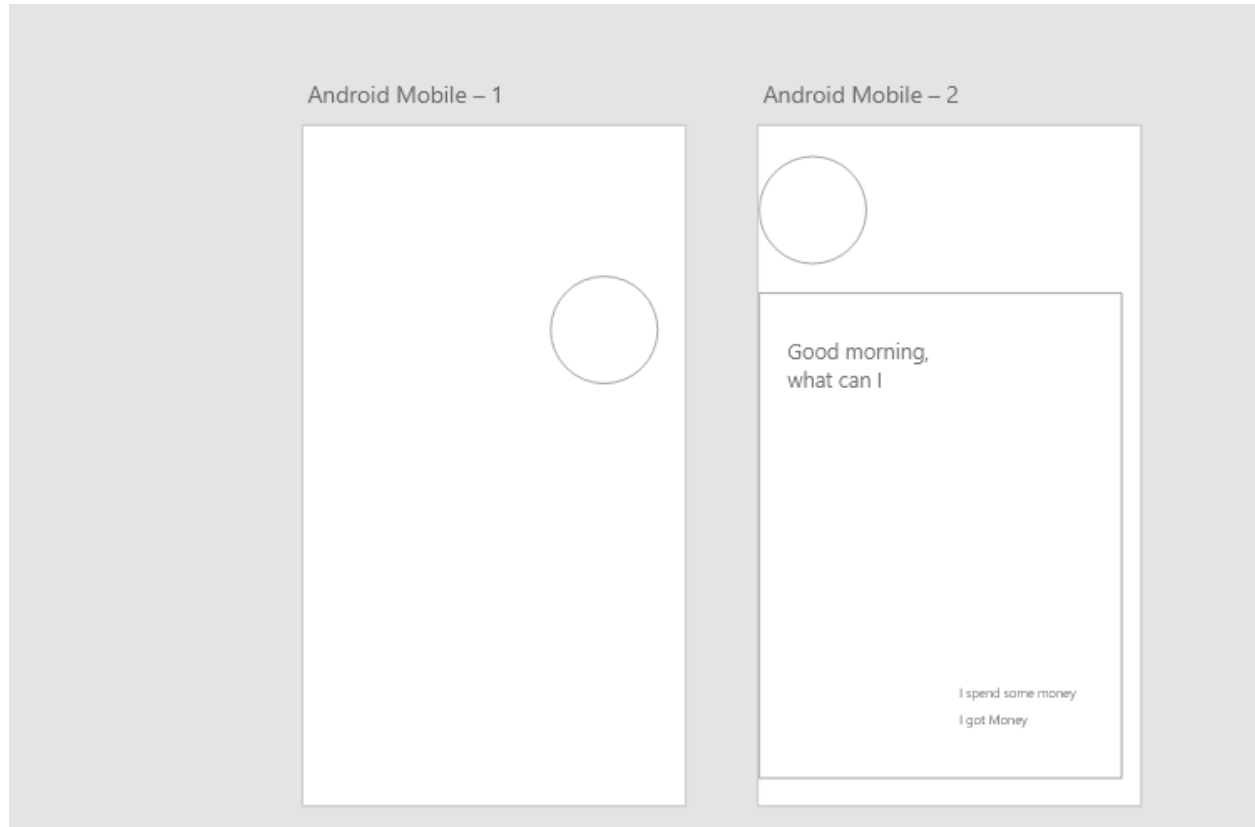 Android Mobile – 1
Android Mobile – 2
Good morning,
what can I
I spend some money
I got Money